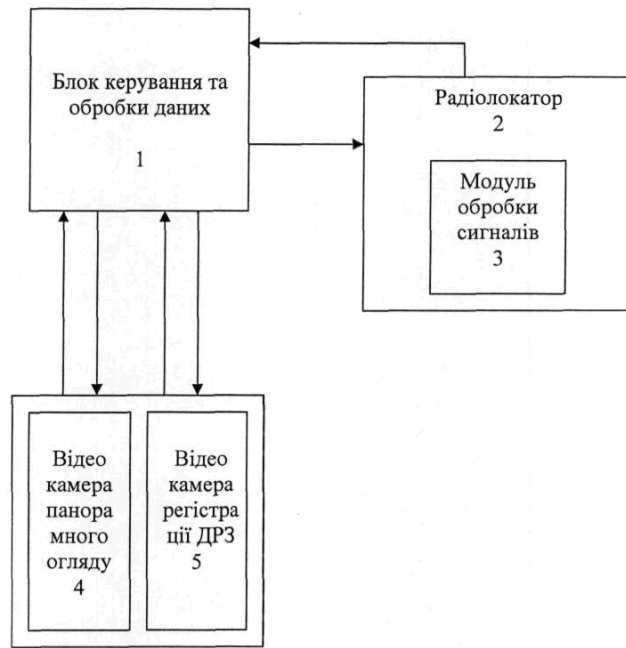 Блок керування та
обробки даних
1
Радіолокатор
2
Модуль
обробки
сигналів
3
Відео
камера
панора
много
огляду
4
Відео
камера
регістра
ції ДРЗ
5